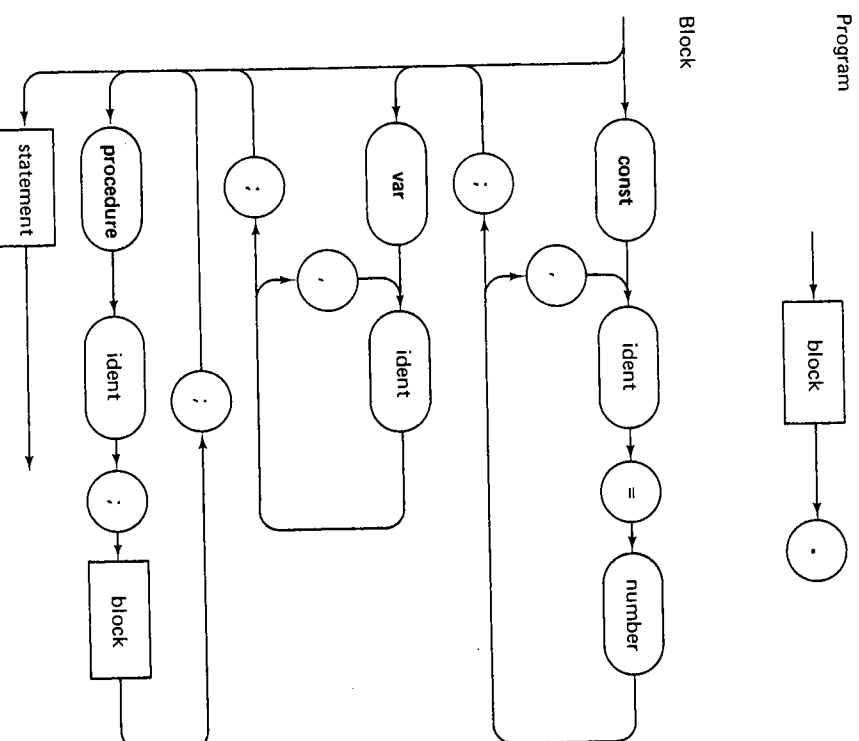 Program
block
.
Block
const
ident
=
number
,
;
var
ident
,
;
procedure
ident
;
block
;
statement